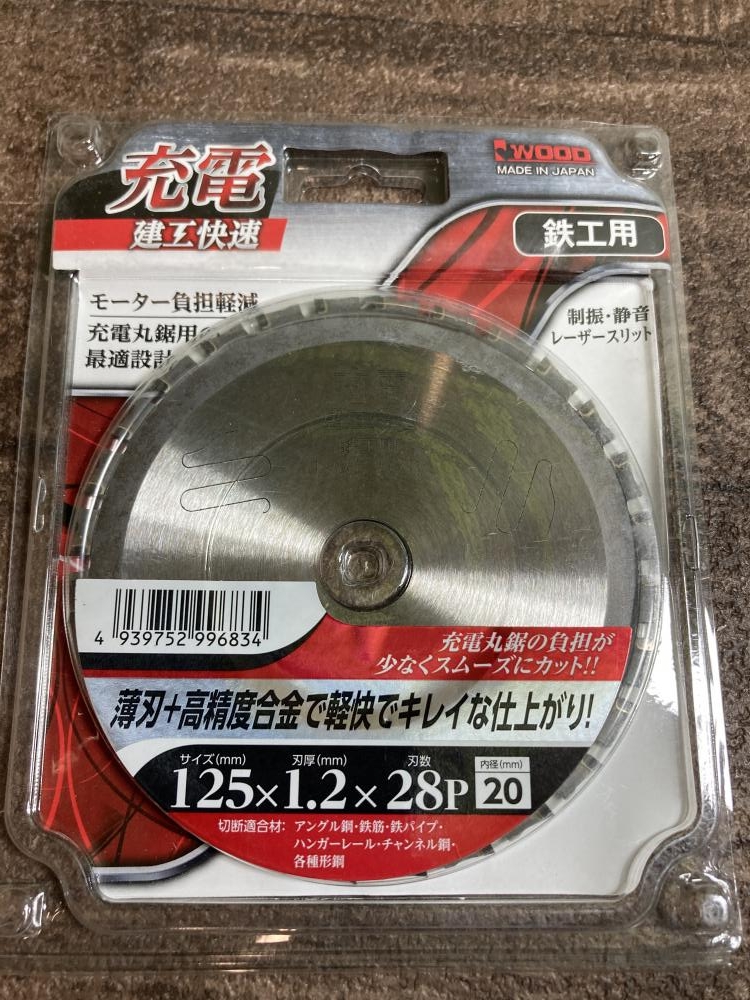 充電
建工快速
WOOD
MADE IN JAPAN
鉄工用
モーター負担軽減
充電丸鋸用の
最適設計
制振・静音
レーザースリット
4 939752 996834
充電丸鋸の負担が
少なくスムーズにカット!!
薄刃+高精度合金で軽快でキレイな仕上がり!
サイズ(mm) 刃厚(mm) 刃数 内径(mm)
125×1.2×28P 20
切断適合材: アングル鋼・鉄筋・鉄パイプ・
ハンガーレール・チャンネル鋼・
各種形鋼